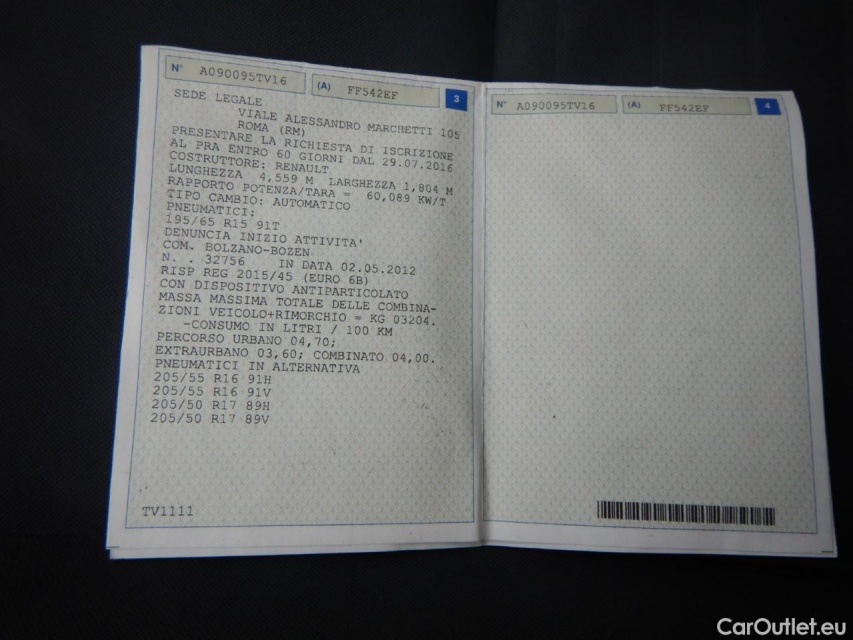 N° A090095TV16 (A) FF542EF 3
SEDE LEGALE
VIALE ALESSANDRO MARCHETTI 105
ROMA (RM)
PRESENTARE LA RICHIESTA DI ISCRIZIONE
AL PRA ENTRO 60 GIORNI DAL 29.07.2016
COSTRUTTORE: RENAULT
LUNGHEZZA 4,559 M LARGHEZZA 1,804 M
RAPPORTO POTENZA/TARA = 60,089 KW/T
TIPO CAMBIO: AUTOMATICO
PNEUMATICI:
195/65 R15 91T
DENUNCIA INIZIO ATTIVITA'
COM. BOLZANO-BOZEN
N. . 32756 IN DATA 02.05.2012
RISP REG 2015/45 (EURO 6B)
CON DISPOSITIVO ANTIPARTICOLATO
MASSA MASSIMA TOTALE DELLE COMBINA-
ZIONI VEICOLO+RIMORCHIO = KG 03204.
-CONSUMO IN LITRI / 100 KM
PERCORSO URBANO 04,70;
EXTRAURBANO 03,60; COMBINATO 04,00.
PNEUMATICI IN ALTERNATIVA
205/55 R16 91H
205/55 R16 91V
205/50 R17 89H
205/50 R17 89V
TV1111
N° A090095TV16 (A) FF542EF 4
CarOutlet.eu